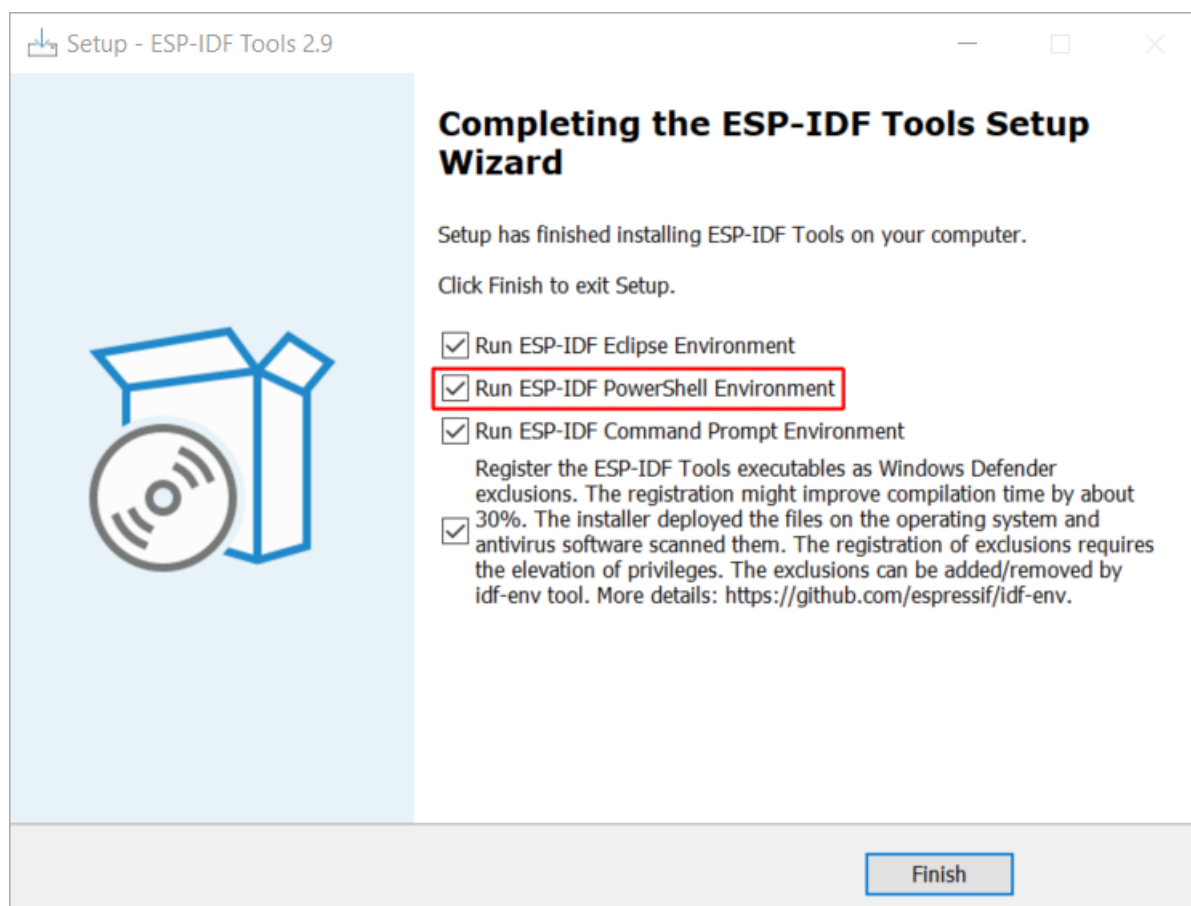 Setup - ESP-IDF Tools 2.9
Completing the ESP-IDF Tools Setup
Wizard
Setup has finished installing ESP-IDF Tools on your computer.
Click Finish to exit Setup.
Run ESP-IDF Eclipse Environment
Run ESP-IDF PowerShell Environment
Run ESP-IDF Command Prompt Environment
Register the ESP-IDF Tools executables as Windows Defender
exclusions. The registration might improve compilation time by about
30%. The installer deployed the files on the operating system and
antivirus software scanned them. The registration of exclusions requires
the elevation of privileges. The exclusions can be added/removed by
idf-env tool. More details: https://github.com/espressif/idf-env.
Finish